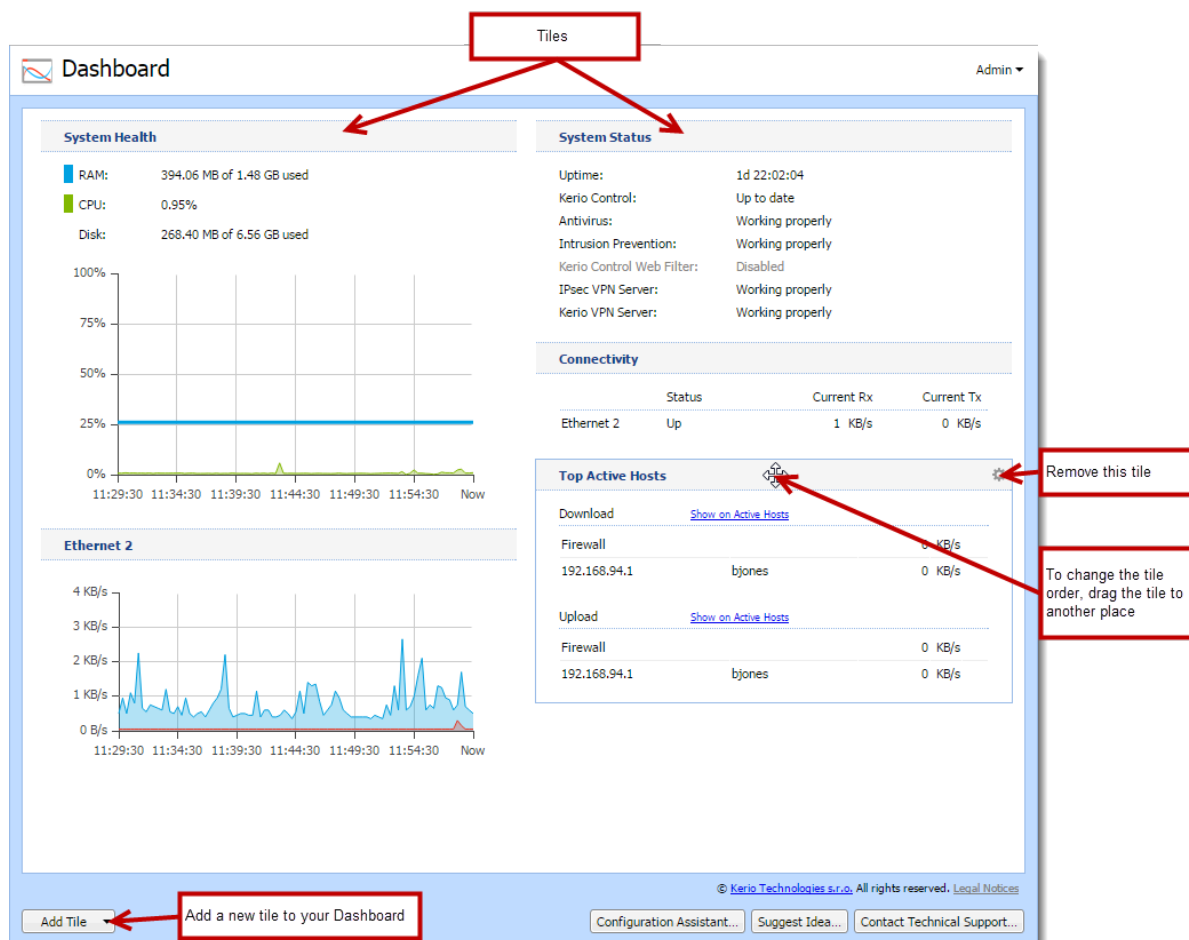 Tiles
Dashboard
Admin
System Health
RAM: 394.06 MB of 1.48 GB used
CPU: 0.95%
Disk: 268.40 MB of 6.56 GB used
100%
75%
50%
25%
0%
11:29:30 11:34:30 11:39:30 11:44:30 11:49:30 11:54:30 Now
Ethernet 2
4 KB/s
3 KB/s
2 KB/s
1 KB/s
0 B/s
11:29:30 11:34:30 11:39:30 11:44:30 11:49:30 11:54:30 Now
System Status
Uptime: 1d 22:02:04
Kerio Control: Up to date
Antivirus: Working properly
Intrusion Prevention: Working properly
Kerio Control Web Filter: Disabled
IPsec VPN Server: Working properly
Kerio VPN Server: Working properly
Connectivity
Status Current Rx Current Tx
Ethernet 2 Up 1 KB/s 0 KB/s
Top Active Hosts
Remove this tile
Download Show on Active Hosts
Firewall 0 KB/s
192.168.94.1 bjones 0 KB/s
To change the tile
order, drag the tile to
another place
Upload Show on Active Hosts
Firewall 0 KB/s
192.168.94.1 bjones 0 KB/s
© Kerio Technologies s.r.o. All rights reserved. Legal Notices
Add Tile
Add a new tile to your Dashboard
Configuration Assistant... Suggest Idea... Contact Technical Support...